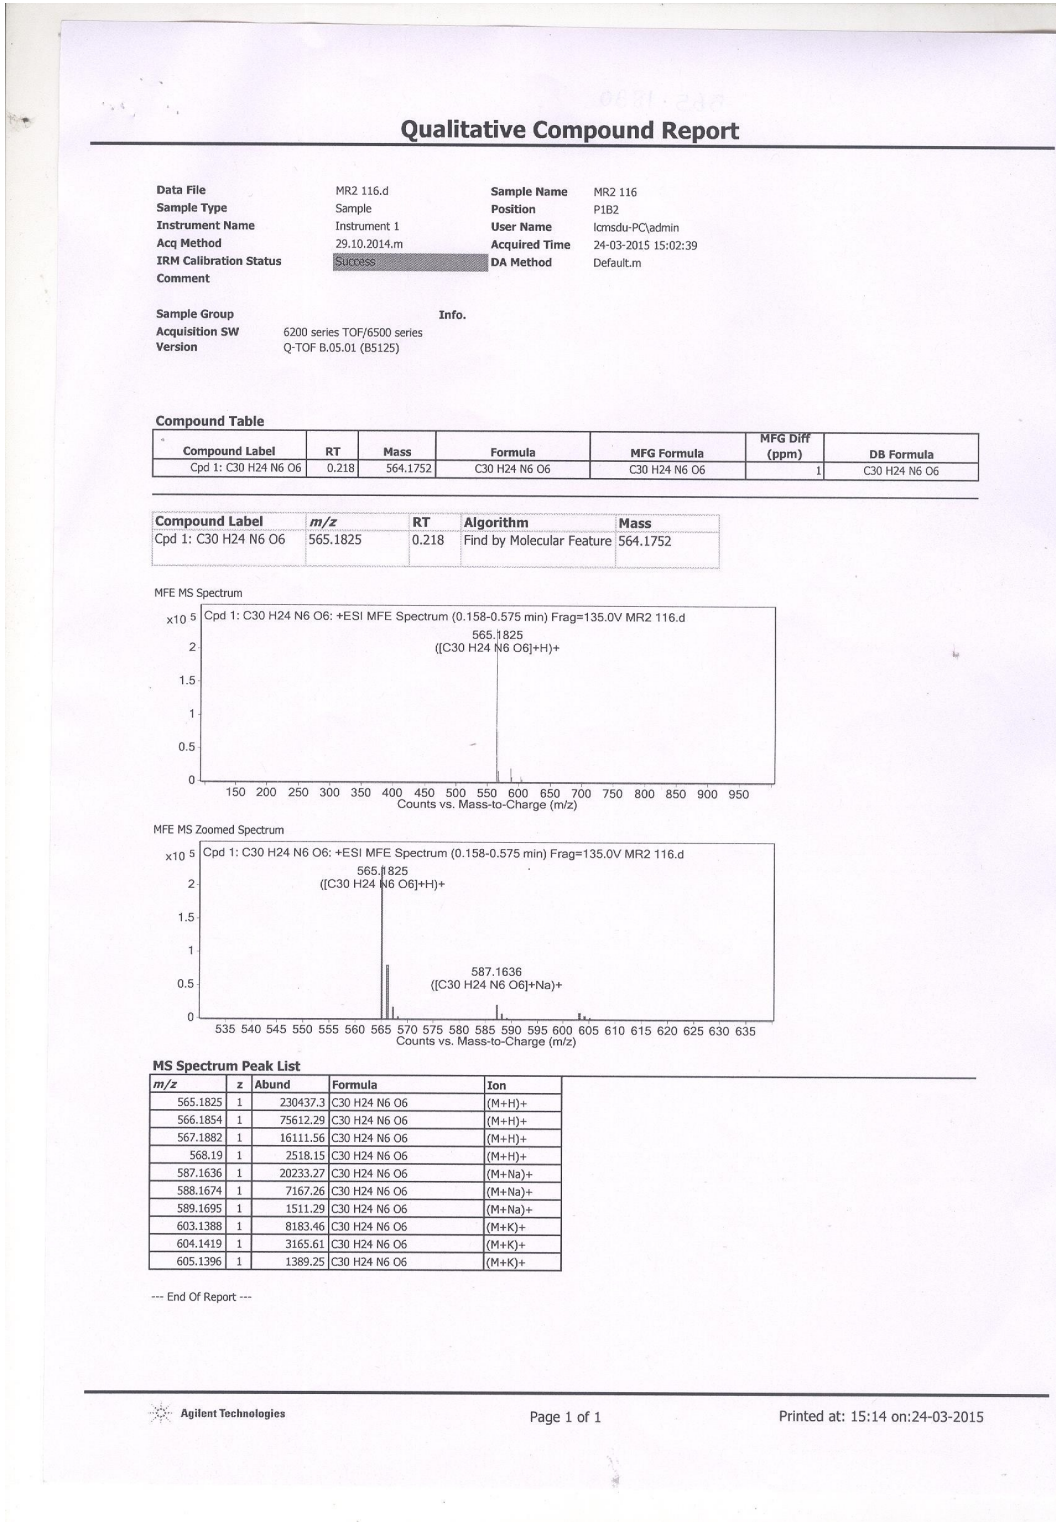 Qualitative Compound Report
Data File MR2 116.d Sample Name MR2 116
Sample Type Sample Position P1B2
Instrument Name Instrument 1 User Name lcmsdu-PC\admin
Acq Method 29.10.2014.m Acquired Time 24-03-2015 15:02:39
IRM Calibration Status Success DA Method Default.m
Comment
Sample Group Info.
Acquisition SW 6200 series TOF/6500 series
Version Q-TOF B.05.01 (B5125)
Compound Table
Compound Label RT Mass Formula MFG Formula MFG Diff (ppm) DB Formula
Cpd 1: C30 H24 N6 O6 0.218 564.1752 C30 H24 N6 O6 C30 H24 N6 O6 1 C30 H24 N6 O6
Compound Label m/z RT Algorithm Mass
Cpd 1: C30 H24 N6 O6 565.1825 0.218 Find by Molecular Feature 564.1752
MFE MS Spectrum
x10 5 Cpd 1: C30 H24 N6 O6: +ESI MFE Spectrum (0.158-0.575 min) Frag=135.0V MR2 116.d
565.1825
([C30 H24 N6 O6]+H)+
2
1.5
1
0.5
0
150 200 250 300 350 400 450 500 550 600 650 700 750 800 850 900 950
Counts vs. Mass-to-Charge (m/z)
MFE MS Zoomed Spectrum
x10 5 Cpd 1: C30 H24 N6 O6: +ESI MFE Spectrum (0.158-0.575 min) Frag=135.0V MR2 116.d
565.1825
([C30 H24 N6 O6]+H)+
2
1.5
1
587.1636
([C30 H24 N6 O6]+Na)+
0.5
0
535 540 545 550 555 560 565 570 575 580 585 590 595 600 605 610 615 620 625 630 635
Counts vs. Mass-to-Charge (m/z)
MS Spectrum Peak List
m/z z Abund Formula Ion
565.1825 1 230437.3 C30 H24 N6 O6 (M+H)+
566.1854 1 75612.29 C30 H24 N6 O6 (M+H)+
567.1882 1 16111.56 C30 H24 N6 O6 (M+H)+
568.19 1 2518.15 C30 H24 N6 O6 (M+H)+
587.1636 1 20233.27 C30 H24 N6 O6 (M+Na)+
588.1674 1 7167.26 C30 H24 N6 O6 (M+Na)+
589.1695 1 1511.29 C30 H24 N6 O6 (M+Na)+
603.1388 1 8183.46 C30 H24 N6 O6 (M+K)+
604.1419 1 3165.61 C30 H24 N6 O6 (M+K)+
605.1396 1 1389.25 C30 H24 N6 O6 (M+K)+
--- End Of Report ---
Agilent Technologies Page 1 of 1 Printed at: 15:14 on:24-03-2015